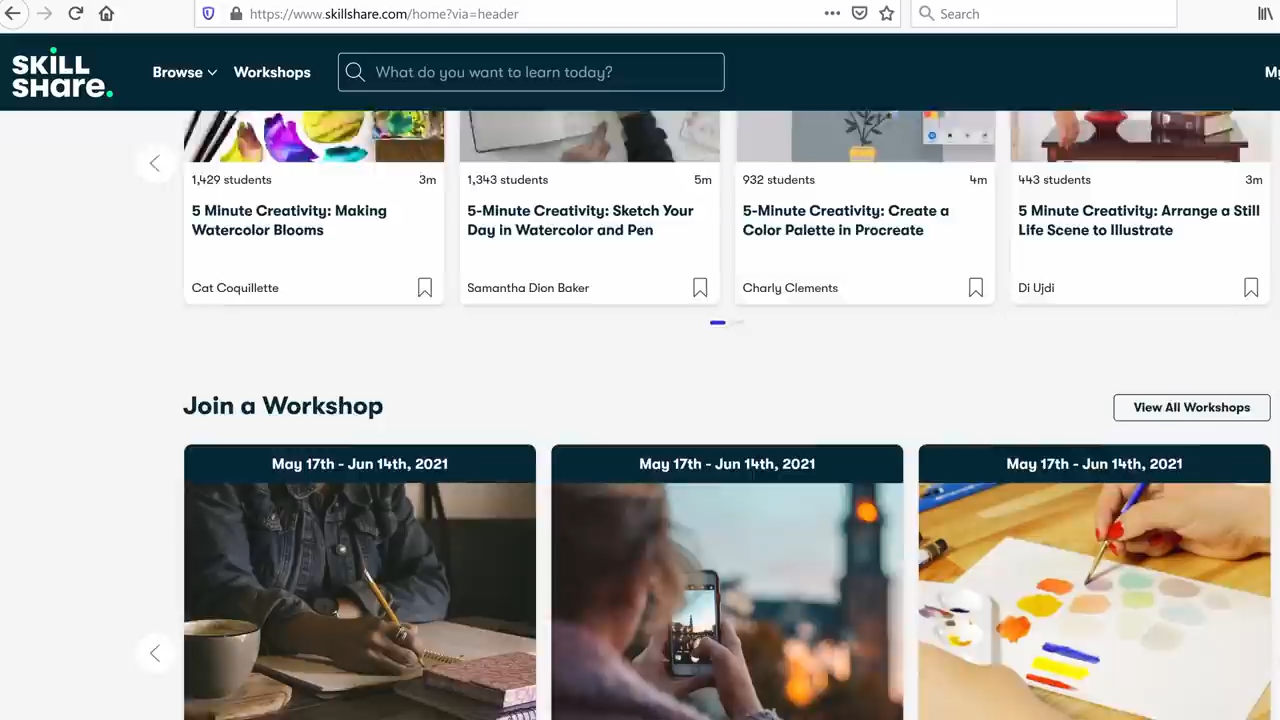 https://www.skillshare.com/home?via=header
Search
SKILL
SHARE.
Browse
Workshops
What do you want to learn today?
My
1,429 students
3m
5 Minute Creativity: Making
Watercolor Blooms
Cat Coquillette
1,343 students
5m
5-Minute Creativity: Sketch Your
Day in Watercolor and Pen
Samantha Dion Baker
932 students
4m
5-Minute Creativity: Create a
Color Palette in Procreate
Charly Clements
443 students
3m
5 Minute Creativity: Arrange a Still
Life Scene to Illustrate
Di Ujdi
Join a Workshop
View All Workshops
May 17th - Jun 14th, 2021
May 17th - Jun 14th, 2021
May 17th - Jun 14th, 2021